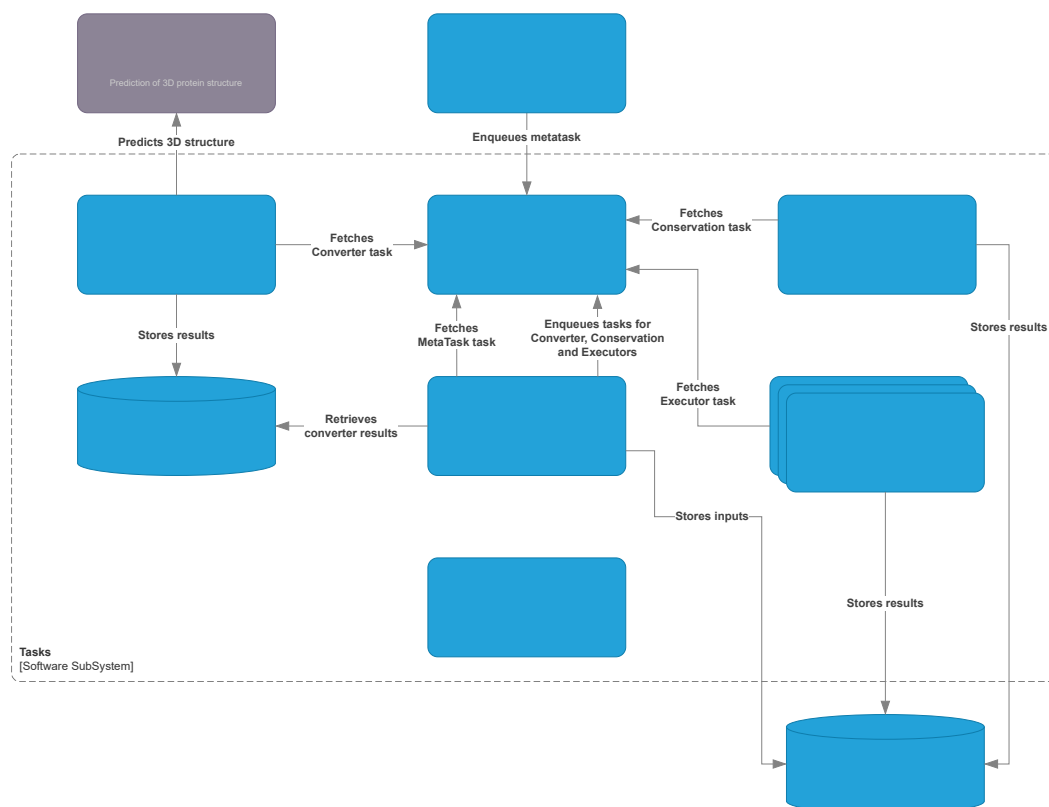 Prediction of 3D protein structure
Predicts 3D structure
Enqueues metatask
Fetches
Converter task
Fetches
Conservation task
Stores results
Stores results
Fetches
MetaTask task
Enqueues tasks for
Converter, Conservation
and Executors
Fetches
Executor task
Retrieves
converter results
Stores inputs
Stores results
Tasks
[Software SubSystem]